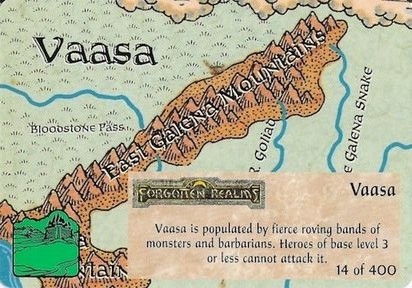 Vaasa
East Galena Mountains
Bloodstone Pass
R. Goliad
e Galena Snake
FORGOTTEN REALMS
Vaasa
Vaasa is populated by fierce roving bands of
monsters and barbarians. Heroes of base level 3
or less cannot attack it.
14 of 400
tain